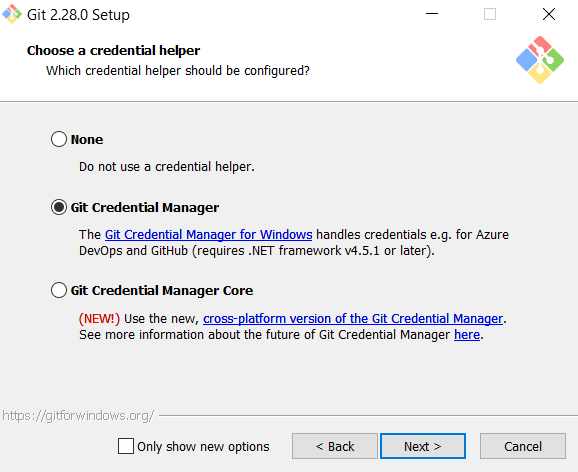 Git 2.28.0 Setup
Choose a credential helper
Which credential helper should be configured?
None
Do not use a credential helper.
Git Credential Manager
The Git Credential Manager for Windows handles credentials e.g. for Azure
DevOps and GitHub (requires .NET framework v4.5.1 or later).
Git Credential Manager Core
(NEW!) Use the new, cross-platform version of the Git Credential Manager.
See more information about the future of Git Credential Manager here.
https://gitforwindows.org/
Only show new options
< Back
Next >
Cancel